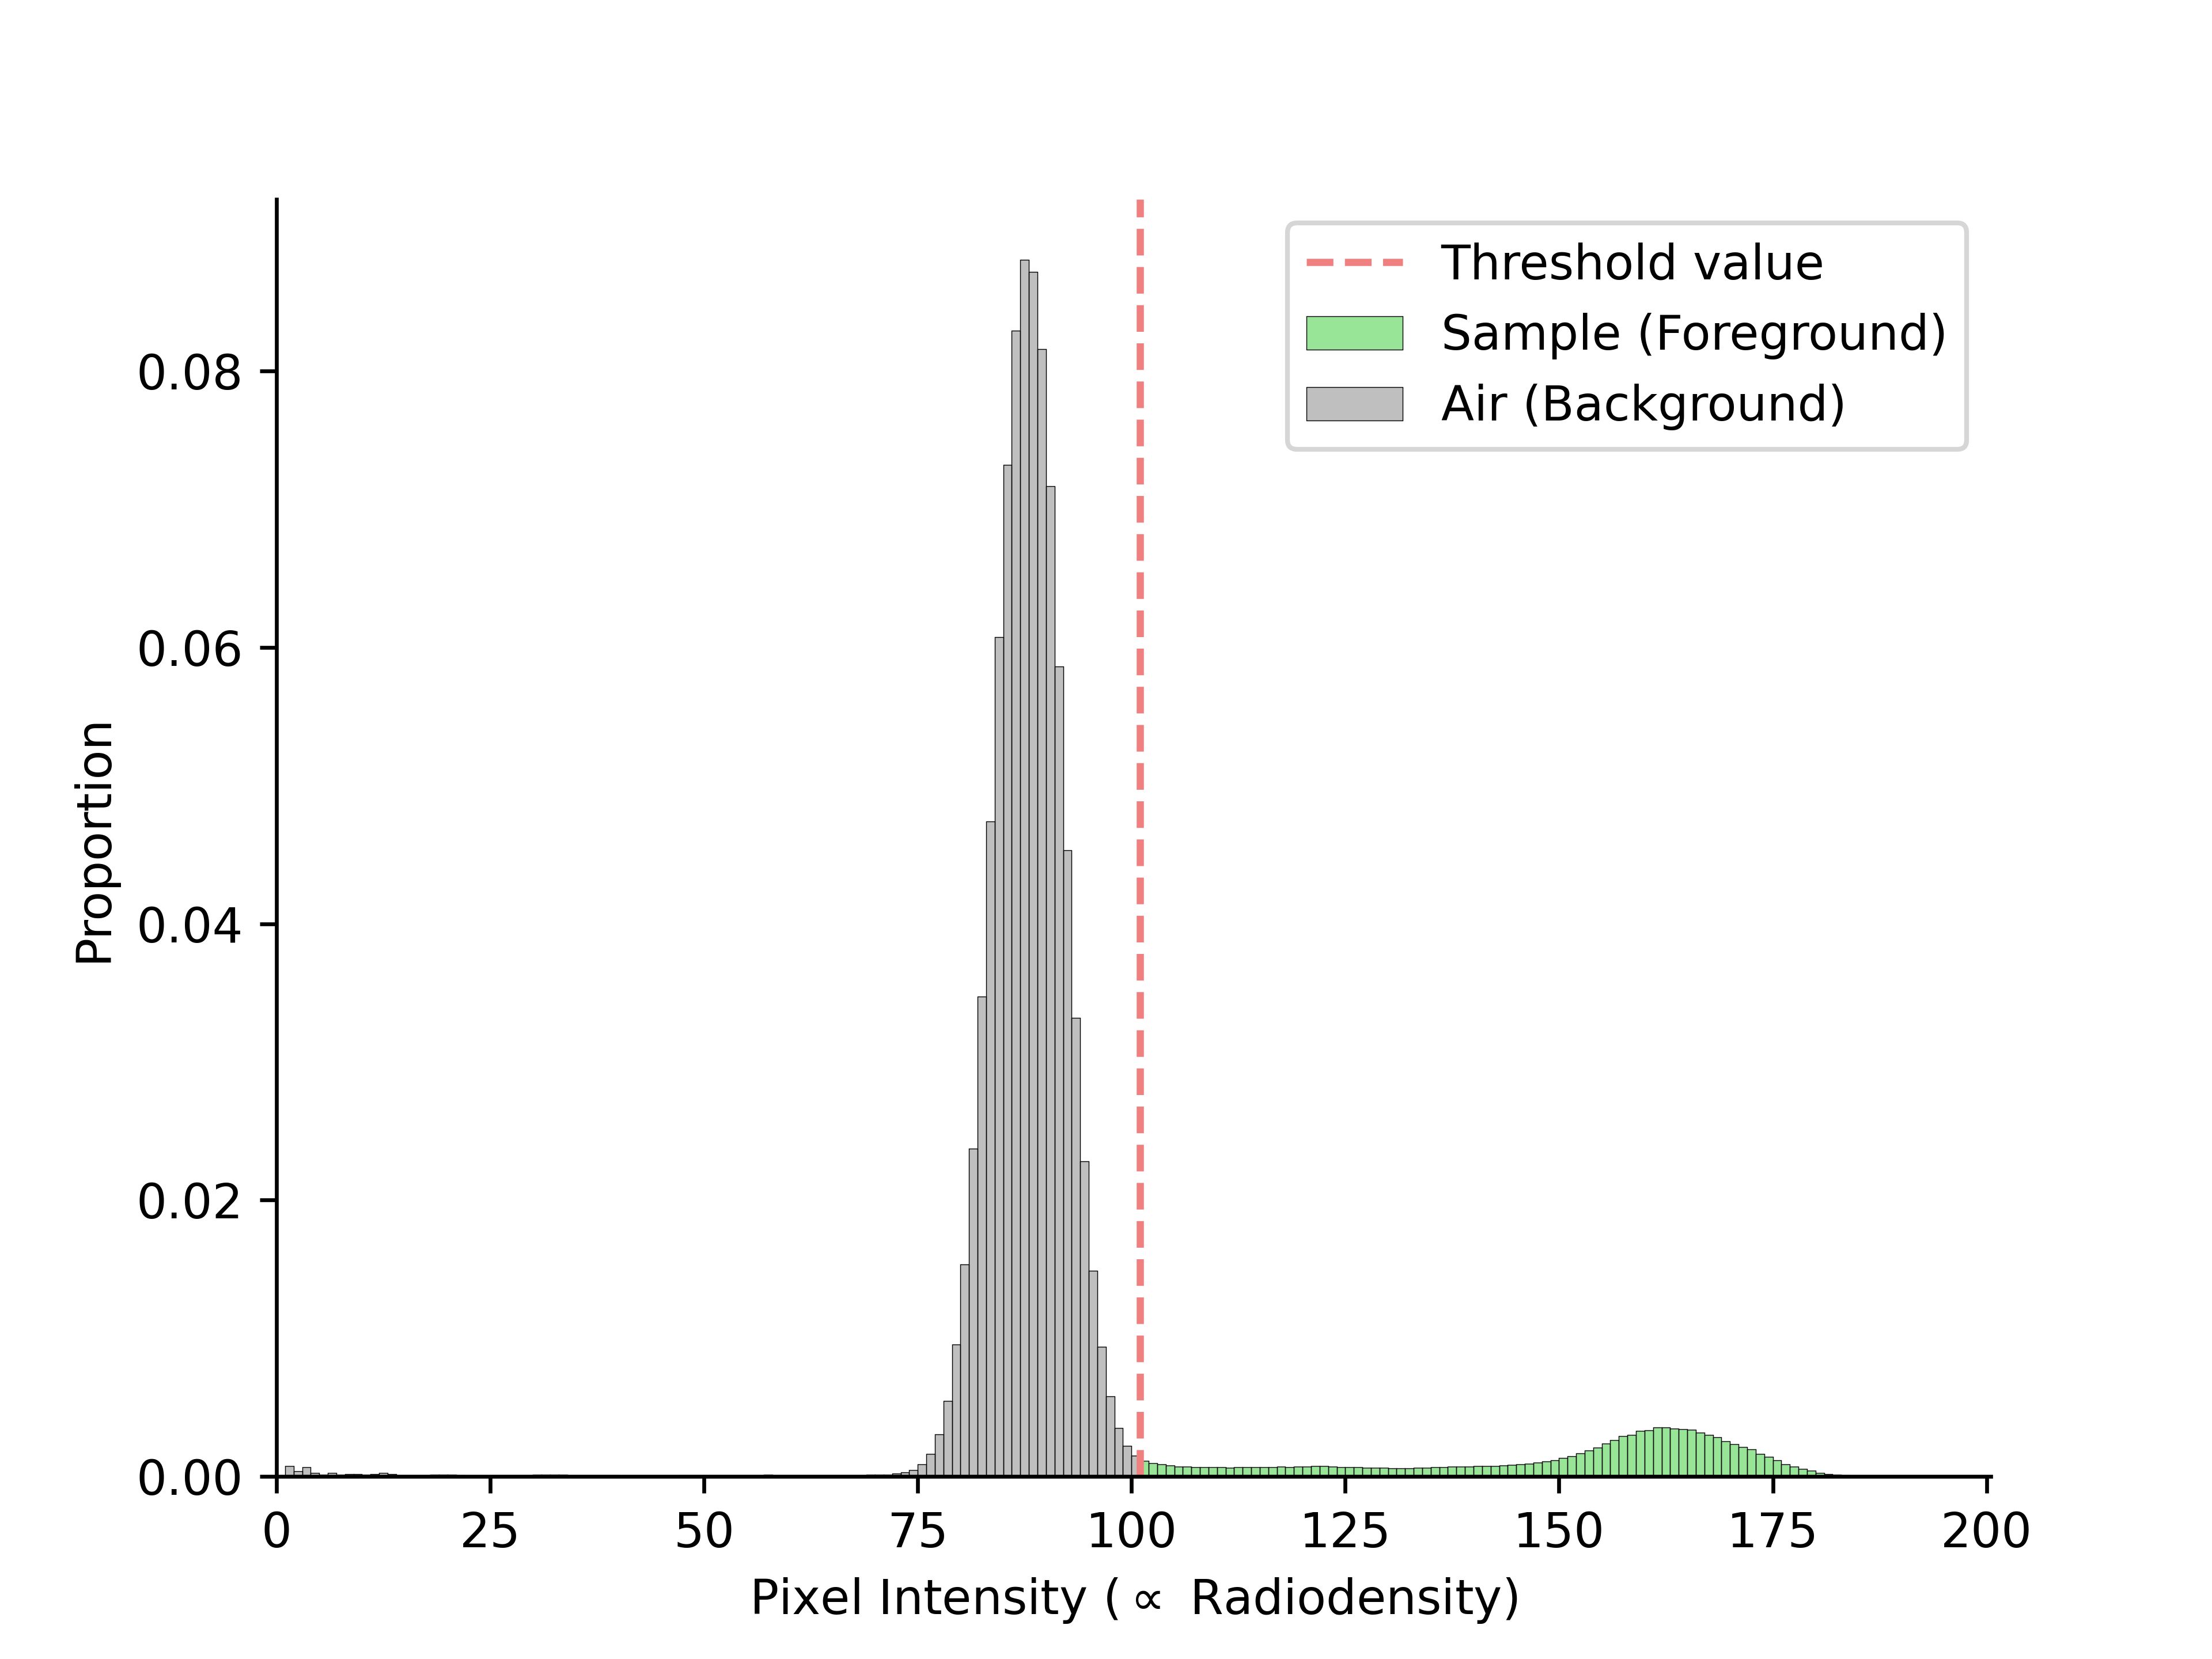 Threshold value
Sample (Foreground)
Air (Background)
0.08
0.06
0.04
0.02
0.00
Proportion
0 25 50 75 100 125 150 175 200
Pixel Intensity ( ∝ Radiodensity)